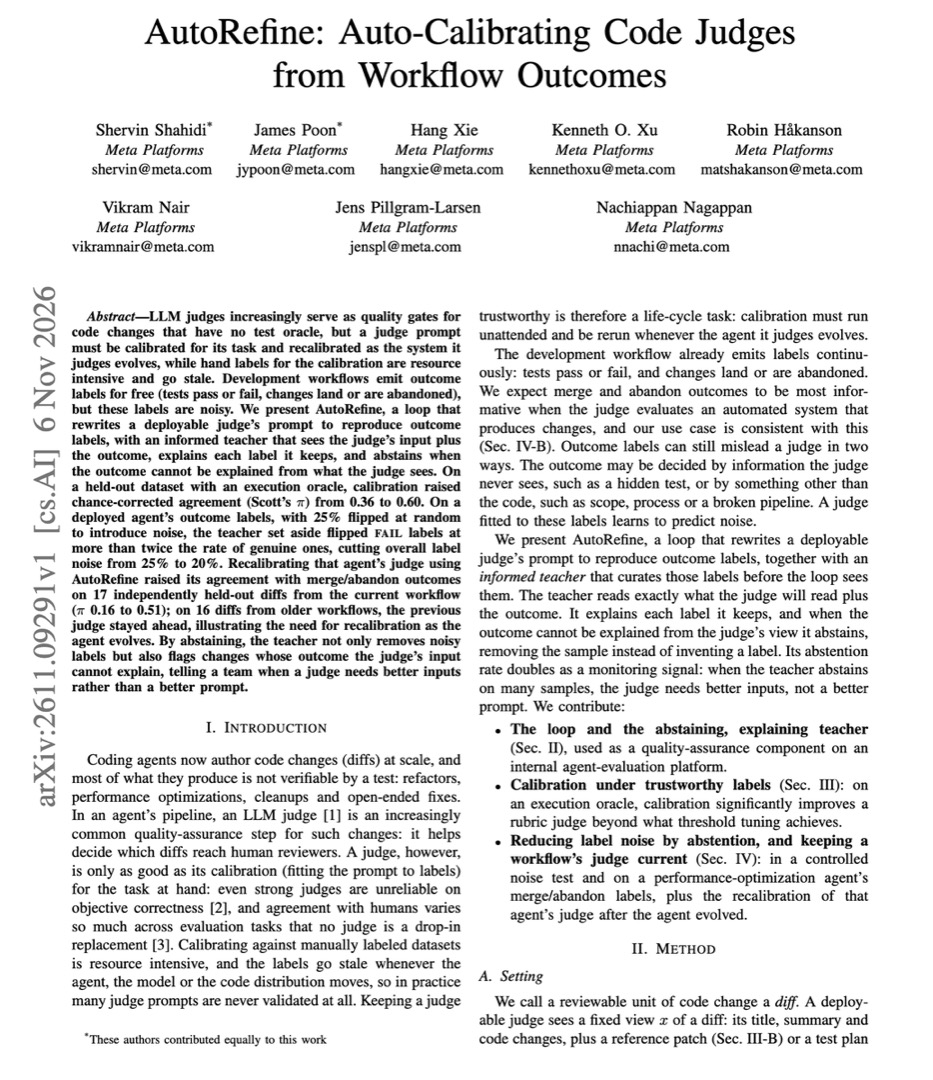 AutoRefine: Auto-Calibrating Code Judges
from Workflow Outcomes
Shervin Shahidi*
Meta Platforms
shervin@meta.com
James Poon*
Meta Platforms
jypoon@meta.com
Hang Xie
Meta Platforms
hangxie@meta.com
Kenneth O. Xu
Meta Platforms
kennethoxu@meta.com
Robin Håkanson
Meta Platforms
matshakanson@meta.com
Vikram Nair
Meta Platforms
vikramnair@meta.com
Jens Pillgram-Larsen
Meta Platforms
jenspl@meta.com
Nachiappan Nagappan
Meta Platforms
nnachi@meta.com
arXiv:2611.09291v1 [cs.AI] 6 Nov 2026
Abstract—LLM judges increasingly serve as quality gates for
code changes that have no test oracle, but a judge prompt
must be calibrated for its task and recalibrated as the system it
judges evolves, while hand labels for the calibration are resource
intensive and go stale. Development workflows emit outcome
labels for free (tests pass or fail, changes land or are abandoned),
but these labels are noisy. We present AutoRefine, a loop that
rewrites a deployable judge's prompt to reproduce outcome
labels, with an informed teacher that sees the judge's input plus
the outcome, explains each label it keeps, and abstains when
the outcome cannot be explained from what the judge sees. On
a held-out dataset with an execution oracle, calibration raised
chance-corrected agreement (Scott's π) from 0.36 to 0.60. On a
deployed agent's outcome labels, with 25% flipped at random
to introduce noise, the teacher set aside flipped FAIL labels at
more than twice the rate of genuine ones, cutting overall label
noise from 25% to 20%. Recalibrating that agent's judge using
AutoRefine raised its agreement with merge/abandon outcomes
on 17 independently held-out diffs from the current workflow
(π 0.16 to 0.51); on 16 diffs from older workflows, the previous
judge stayed ahead, illustrating the need for recalibration as the
agent evolves. By abstaining, the teacher not only removes noisy
labels but also flags changes whose outcome the judge's input
cannot explain, telling a team when a judge needs better inputs
rather than a better prompt.
I. INTRODUCTION
Coding agents now author code changes (diffs) at scale, and
most of what they produce is not verifiable by a test: refactors,
performance optimizations, cleanups and open-ended fixes.
In an agent's pipeline, an LLM judge [1] is an increasingly
common quality-assurance step for such changes: it helps
decide which diffs reach human reviewers. A judge, however,
is only as good as its calibration (fitting the prompt to labels)
for the task at hand: even strong judges are unreliable on
objective correctness [2], and agreement with humans varies
so much across evaluation tasks that no judge is a drop-in
replacement [3]. Calibrating against manually labeled datasets
is resource intensive, and the labels go stale whenever the
agent, the model or the code distribution moves, so in practice
many judge prompts are never validated at all. Keeping a judge
*These authors contributed equally to this work
trustworthy is therefore a life-cycle task: calibration must run
unattended and be rerun whenever the agent it judges evolves.
The development workflow already emits labels continu-
ously: tests pass or fail, and changes land or are abandoned.
We expect merge and abandon outcomes to be most infor-
mative when the judge evaluates an automated system that
produces changes, and our use case is consistent with this
(Sec. IV-B). Outcome labels can still mislead a judge in two
ways. The outcome may be decided by information the judge
never sees, such as a hidden test, or by something other than
the code, such as scope, process or a broken pipeline. A judge
fitted to these labels learns to predict noise.
We present AutoRefine, a loop that rewrites a deployable
judge's prompt to reproduce outcome labels, together with an
informed teacher that curates those labels before the loop sees
them. The teacher reads exactly what the judge will read plus
the outcome. It explains each label it keeps, and when the
outcome cannot be explained from the judge's view it abstains,
removing the sample instead of inventing a label. Its abstention
rate doubles as a monitoring signal: when the teacher abstains
on many samples, the judge needs better inputs, not a better
prompt. We contribute:
• The loop and the abstaining, explaining teacher
(Sec. II), used as a quality-assurance component on an
internal agent-evaluation platform.
• Calibration under trustworthy labels (Sec. III): on
an execution oracle, calibration significantly improves a
rubric judge beyond what threshold tuning achieves.
• Reducing label noise by abstention, and keeping a
workflow's judge current (Sec. IV): in a controlled
noise test and on a performance-optimization agent's
merge/abandon labels, plus the recalibration of that
agent's judge after the agent evolved.
II. METHOD
A. Setting
We call a reviewable unit of code change a diff. A deploy-
able judge sees a fixed view x of a diff: its title, summary and
code changes, plus a reference patch (Sec. III-B) or a test plan